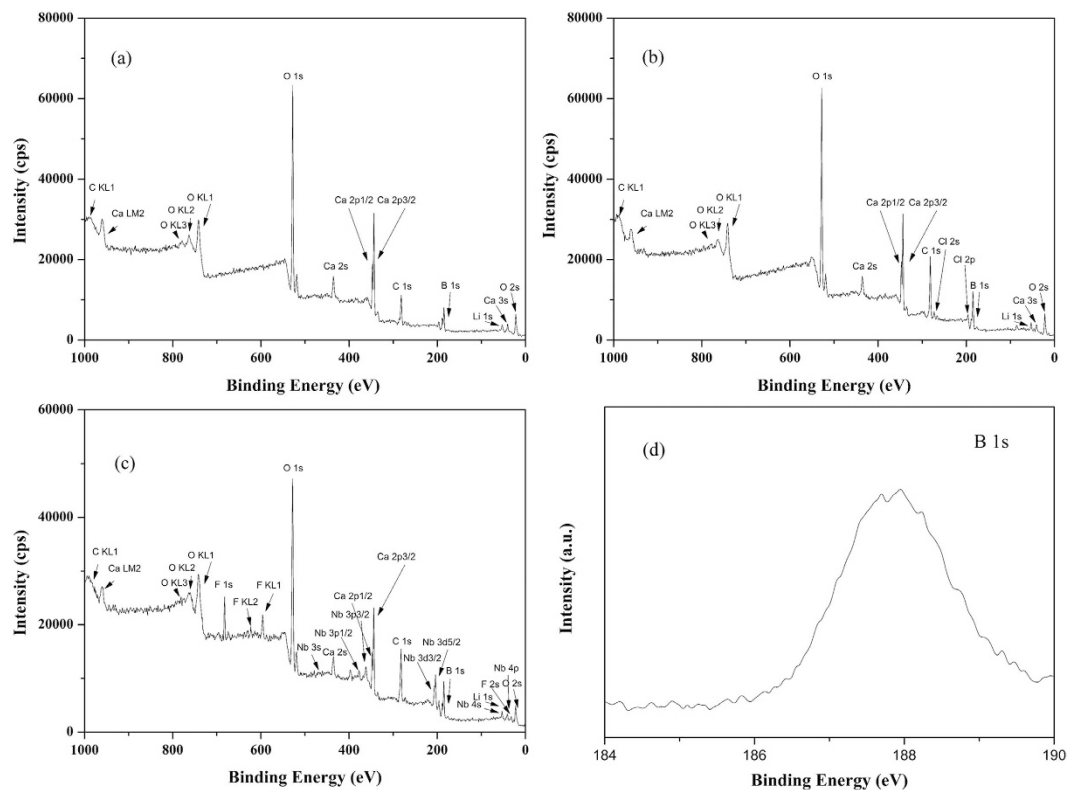 (a)
80000
60000
40000
20000
0
Intensity (cps)
C KL1
Ca LM2
O KL3
O KL2
O KL1
O 1s
Ca 2s
Ca 2p1/2
Ca 2p3/2
C 1s
B 1s
Li 1s
Ca 3s
O 2s
1000 800 600 400 200 0
Binding Energy (eV)
(b)
80000
60000
40000
20000
0
Intensity (cps)
C KL1
Ca LM2
O KL3
O KL2
O KL1
O 1s
Ca 2s
Ca 2p1/2
Ca 2p3/2
C 1s
Cl 2s
Cl 2p
B 1s
Li 1s
Ca 3s
O 2s
1000 800 600 400 200 0
Binding Energy (eV)
(c)
60000
40000
20000
0
Intensity (cps)
C KL1
Ca LM2
O KL3
O KL2
O KL1
F 1s
F KL2
F KL1
O 1s
Nb 3s
Ca 2s
Nb 3p1/2
Nb 3p3/2
Ca 2p1/2
Ca 2p3/2
C 1s
Nb 3d3/2
Nb 3d5/2
B 1s
Nb 4s
Li 1s
F 2s
Nb 4p
O 2s
1000 800 600 400 200 0
Binding Energy (eV)
(d)
B 1s
Intensity (a.u.)
184 186 188 190
Binding Energy (eV)